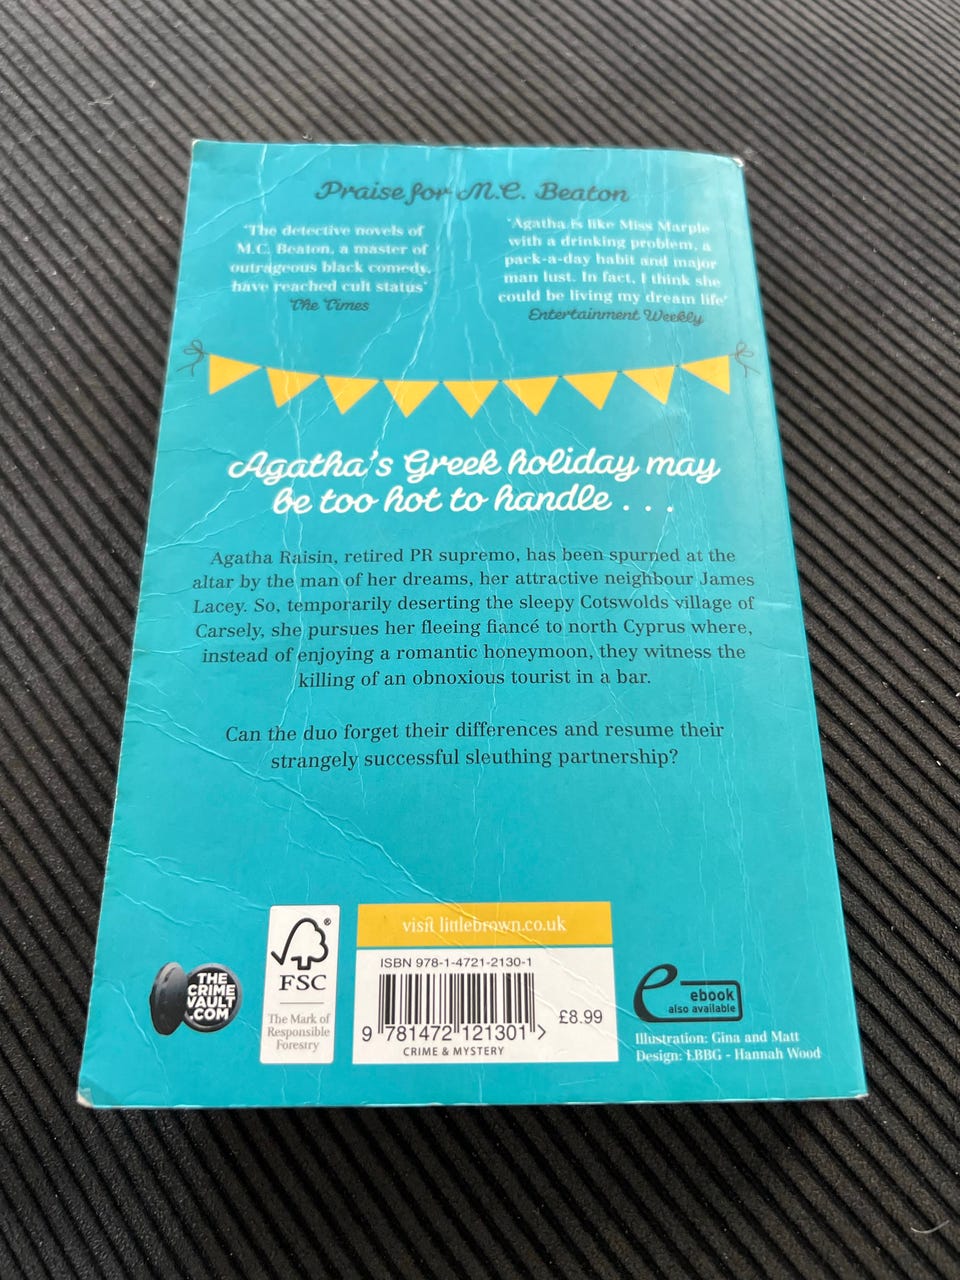 Praise for M.C. Beaton
'The detective novels of
M.C. Beaton, a master of
outrageous black comedy,
have reached cult status'
The Times
'Agatha is like Miss Marple
with a drinking problem, a
pack-a-day habit and major
man lust. In fact, I think she
could be living my dream life'
Entertainment Weekly
Agatha's Greek holiday may
be too hot to handle . . .
Agatha Raisin, retired PR supremo, has been spurned at the
altar by the man of her dreams, her attractive neighbour James
Lacey. So, temporarily deserting the sleepy Cotswolds village of
Carsely, she pursues her fleeing fiancé to north Cyprus where,
instead of enjoying a romantic honeymoon, they witness the
killing of an obnoxious tourist in a bar.
Can the duo forget their differences and resume their
strangely successful sleuthing partnership?
THE
CRIME
VAULT
.COM
®
FSC
The Mark of
Responsible
Forestry
visit littlebrown.co.uk
ISBN 978-1-4721-2130-1
9 781472 121301 >
CRIME & MYSTERY
£8.99
e
ebook
also available
Illustration: Gina and Matt
Design: LBBG - Hannah Wood